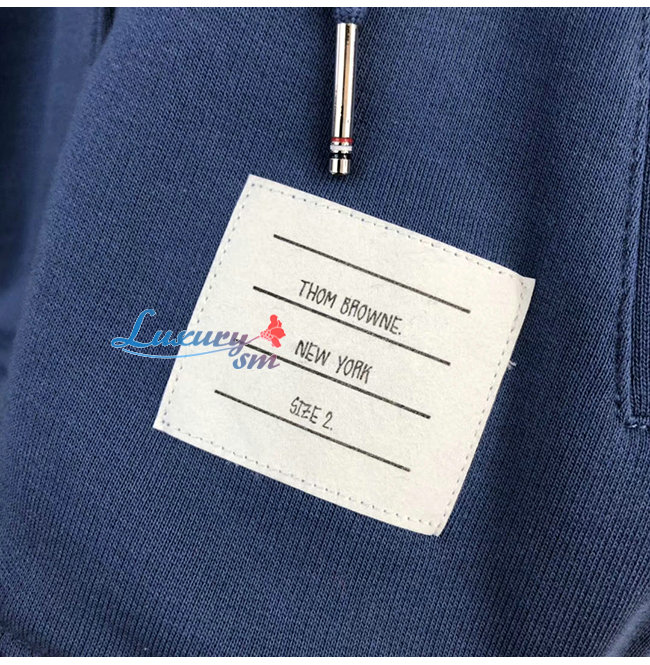 THOM BROWNE.
NEW YORK
SIZE 2.
Luxury
sm